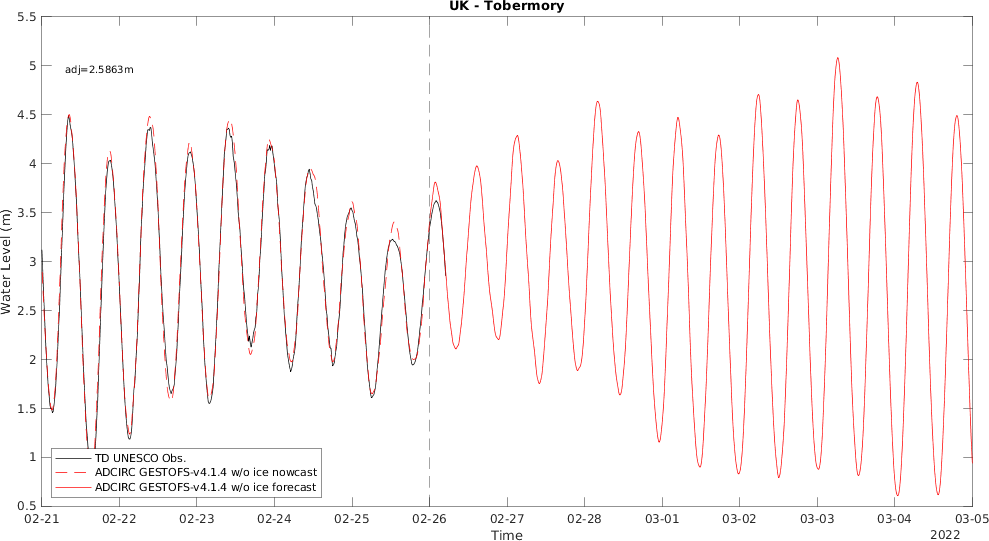 UK - Tobermory
adj=2.5863m
5.5
5
4.5
4
3.5
3
2.5
2
1.5
1
0.5
Water Level (m)
TD UNESCO Obs.
ADCIRC GESTOFS-v4.1.4 w/o ice nowcast
ADCIRC GESTOFS-v4.1.4 w/o ice forecast
02-21 02-22 02-23 02-24 02-25 02-26 02-27 02-28 03-01 03-02 03-03 03-04 03-05
Time
2022